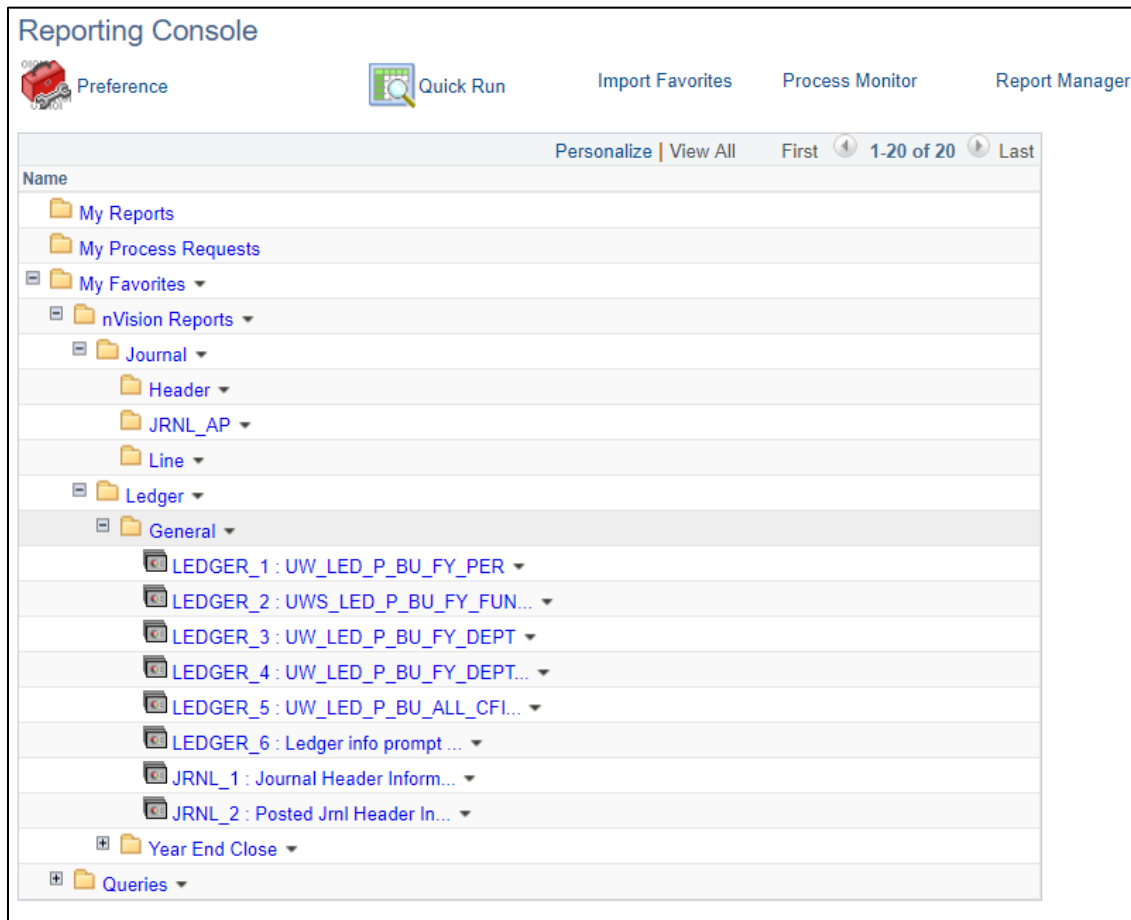 Reporting Console
Preference Quick Run Import Favorites Process Monitor Report Manager
Personalize | View All First 1-20 of 20 Last
Name
My Reports
My Process Requests
My Favorites
nVision Reports
Journal
Header
JRNL_AP
Line
Ledger
General
LEDGER_1 : UW_LED_P_BU_FY_PER
LEDGER_2 : UWS_LED_P_BU_FY_FUN...
LEDGER_3 : UW_LED_P_BU_FY_DEPT
LEDGER_4 : UW_LED_P_BU_FY_DEPT...
LEDGER_5 : UW_LED_P_BU_ALL_CFI...
LEDGER_6 : Ledger info prompt ...
JRNL_1 : Journal Header Inform...
JRNL_2 : Posted Jrnl Header In...
Year End Close
Queries